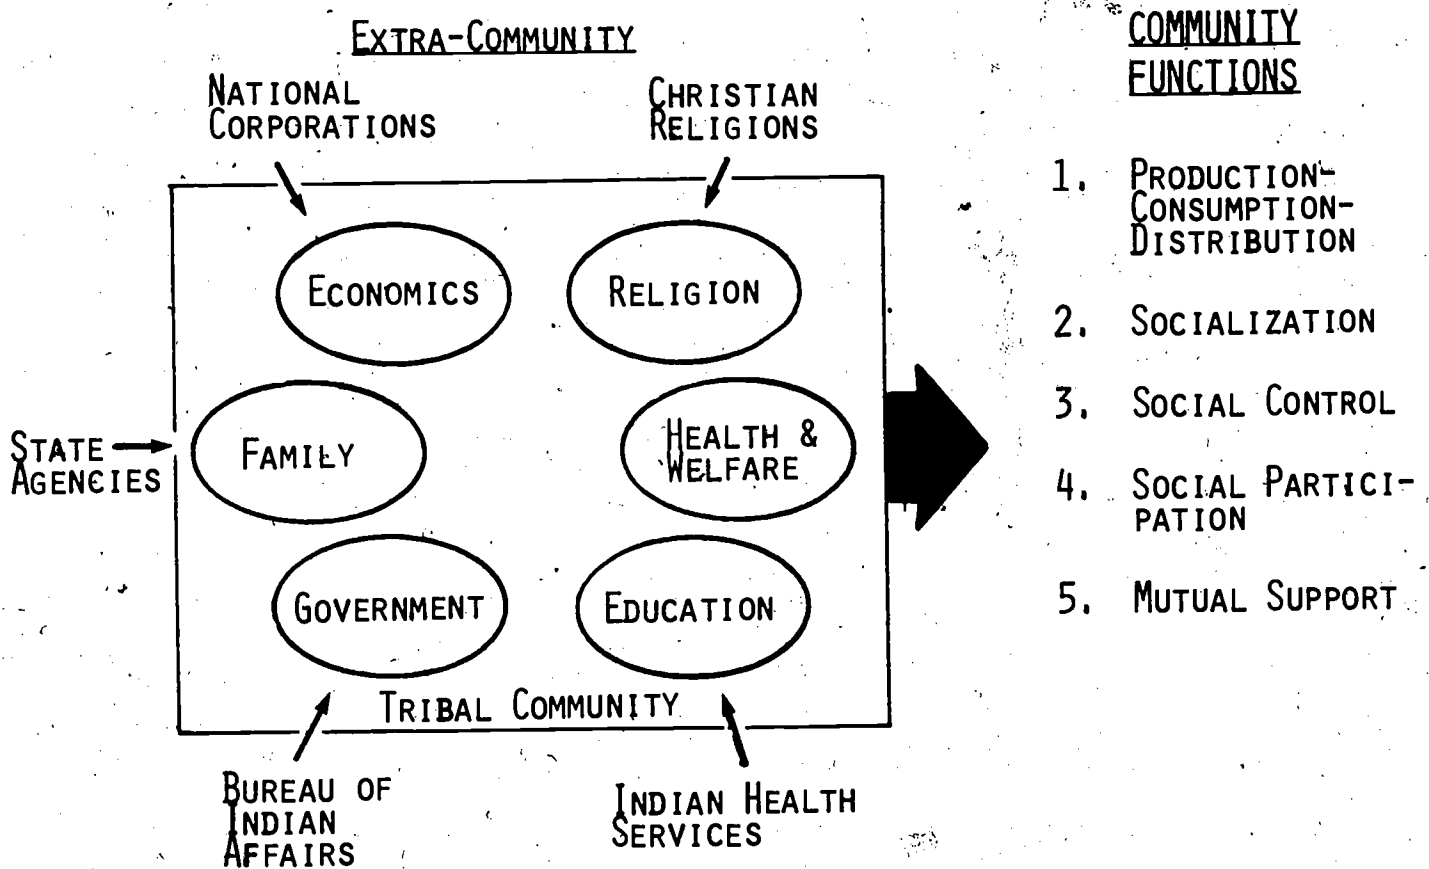 EXTRA-COMMUNITY
NATIONAL
CORPORATIONS
CHRISTIAN
RELIGIONS
ECONOMICS
RELIGION
STATE
AGENCIES
FAMILY
HEALTH &
WELFARE
GOVERNMENT
EDUCATION
TRIBAL COMMUNITY
BUREAU OF
INDIAN
AFFAIRS
INDIAN HEALTH
SERVICES
COMMUNITY
FUNCTIONS
1. PRODUCTION-
CONSUMPTION-
DISTRIBUTION
2. SOCIALIZATION
3. SOCIAL CONTROL
4. SOCIAL PARTICI-
PATION
5. MUTUAL SUPPORT